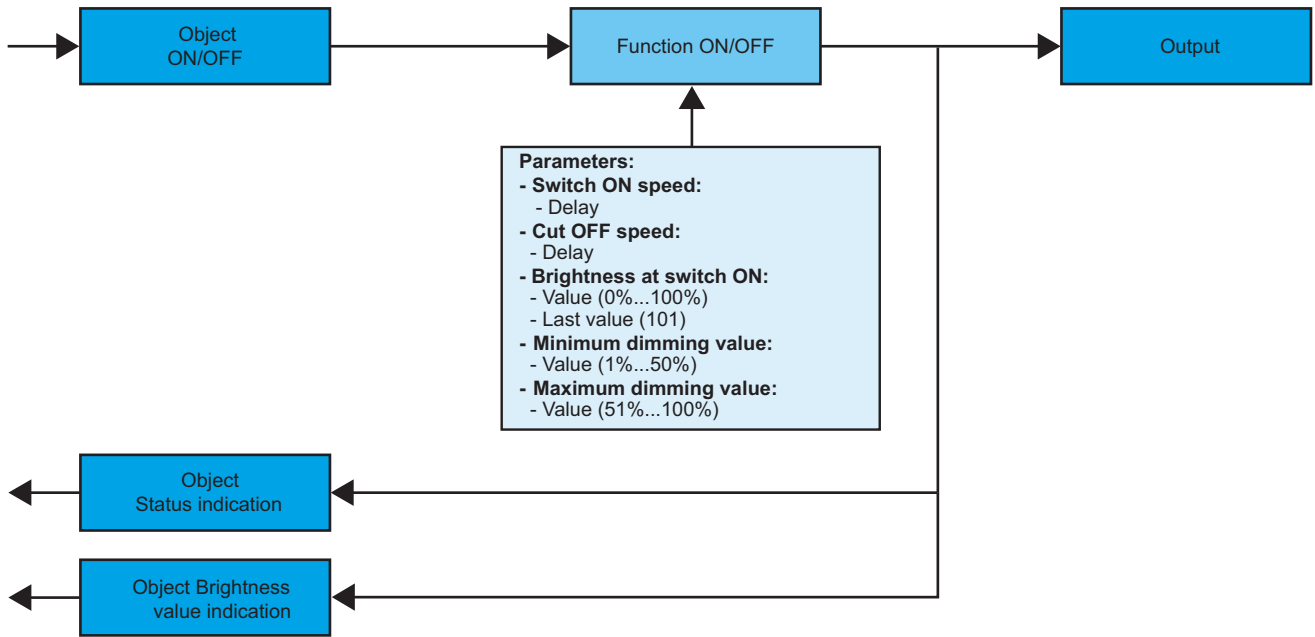 Object
ON/OFF
Function ON/OFF
Output
Parameters:
- Switch ON speed:
- Delay
- Cut OFF speed:
- Delay
- Brightness at switch ON:
- Value (0%...100%)
- Last value (101)
- Minimum dimming value:
- Value (1%...50%)
- Maximum dimming value:
- Value (51%...100%)
Object
Status indication
Object Brightness
value indication